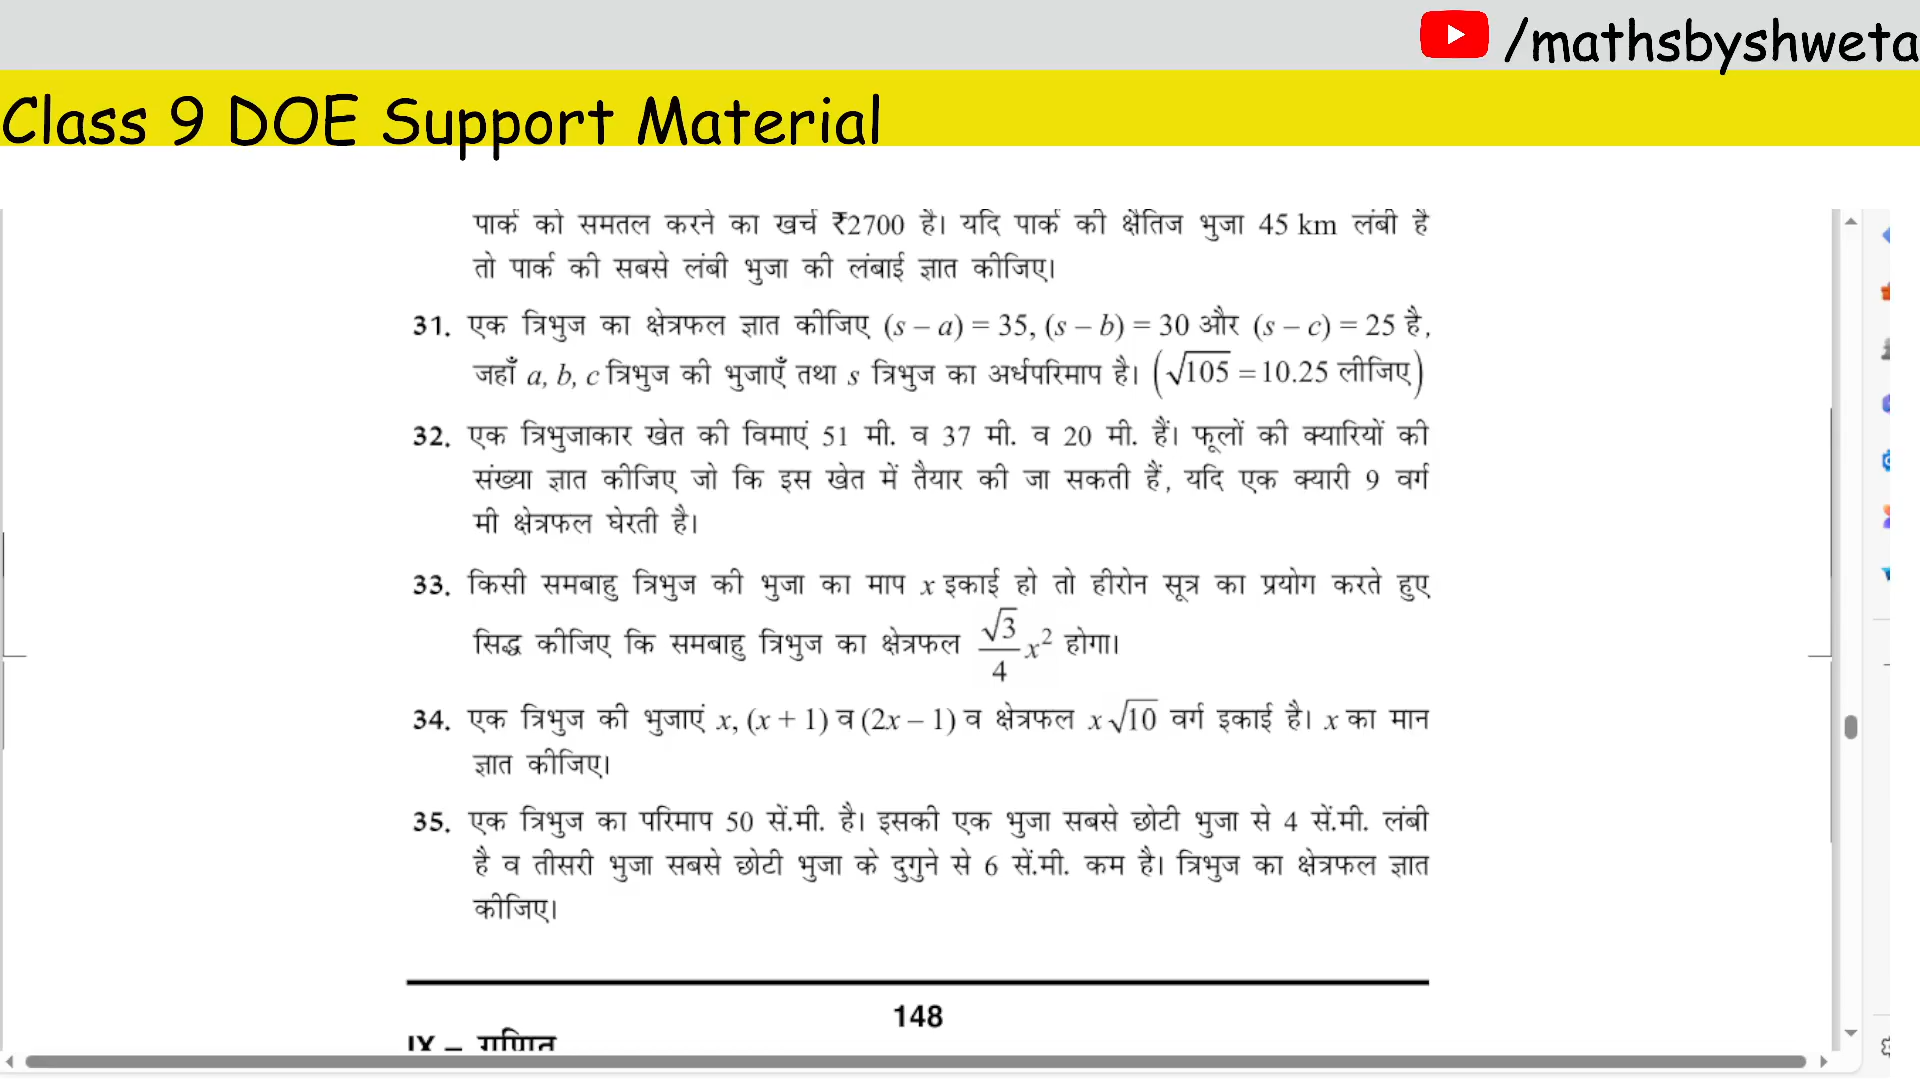 /mathsbyshweta
Class 9 DOE Support Material
पार्क को समतल करने का खर्च ₹2700 है। यदि पार्क की क्षैतिज भुजा 45 km लंबी है
तो पार्क की सबसे लंबी भुजा की लंबाई ज्ञात कीजिए।
31. एक त्रिभुज का क्षेत्रफल ज्ञात कीजिए (s – a) = 35, (s – b) = 30 और (s – c) = 25 है,
जहाँ a, b, c त्रिभुज की भुजाएँ तथा s त्रिभुज का अर्धपरिमाप है। (√105 = 10.25 लीजिए)
32. एक त्रिभुजाकार खेत की विमाएं 51 मी. व 37 मी. व 20 मी. हैं। फूलों की क्यारियों की
संख्या ज्ञात कीजिए जो कि इस खेत में तैयार की जा सकती हैं, यदि एक क्यारी 9 वर्ग
मी क्षेत्रफल घेरती है।
33. किसी समबाहु त्रिभुज की भुजा का माप x इकाई हो तो हीरोन सूत्र का प्रयोग करते हुए
सिद्ध कीजिए कि समबाहु त्रिभुज का क्षेत्रफल √3/4 x² होगा।
34. एक त्रिभुज की भुजाएं x, (x + 1) व (2x – 1) व क्षेत्रफल x√10 वर्ग इकाई है। x का मान
ज्ञात कीजिए।
35. एक त्रिभुज का परिमाप 50 सें.मी. है। इसकी एक भुजा सबसे छोटी भुजा से 4 सें.मी. लंबी
है व तीसरी भुजा सबसे छोटी भुजा के दुगुने से 6 सें.मी. कम है। त्रिभुज का क्षेत्रफल ज्ञात
कीजिए।
148
IX – गणित